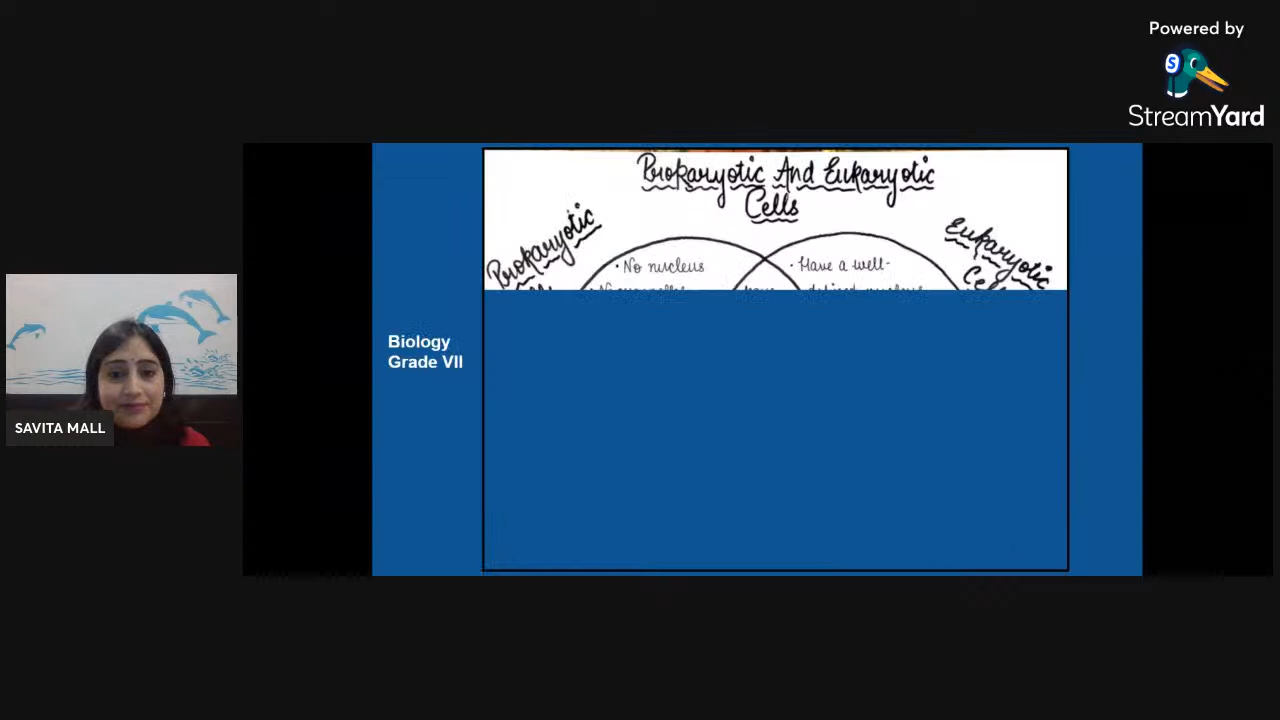 Powered by
StreamYard
Prokaryotic And Eukaryotic
Cells
Prokaryotic
Eukaryotic
• No nucleus
• Have a well-
Biology
Grade VII
SAVITA MALL